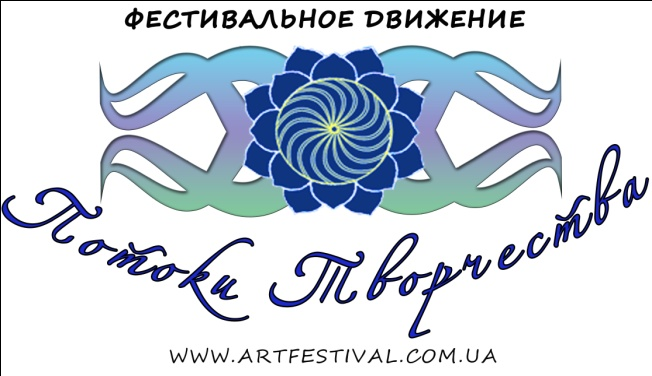 ФЕСТИВАЛЬНОЕ ДВИЖЕНИЕ
Потоки Творчества
WWW.ARTFESTIVAL.COM.UA